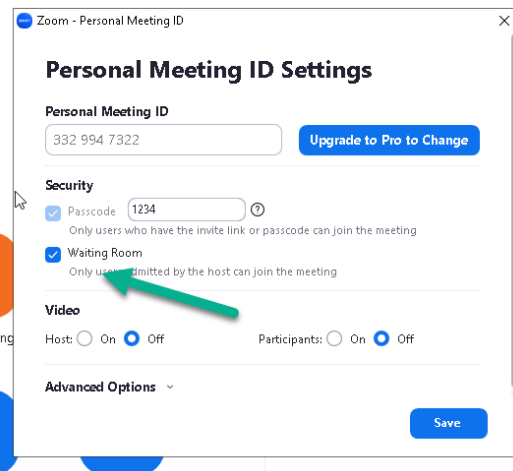 zoom Zoom - Personal Meeting ID
Personal Meeting ID Settings
Personal Meeting ID
332 994 7322 Upgrade to Pro to Change
Security
Passcode 1234 ?
Only users who have the invite link or passcode can join the meeting
Waiting Room
Only users admitted by the host can join the meeting
Video
Host: On Off Participants: On Off
ng
Advanced Options
Save